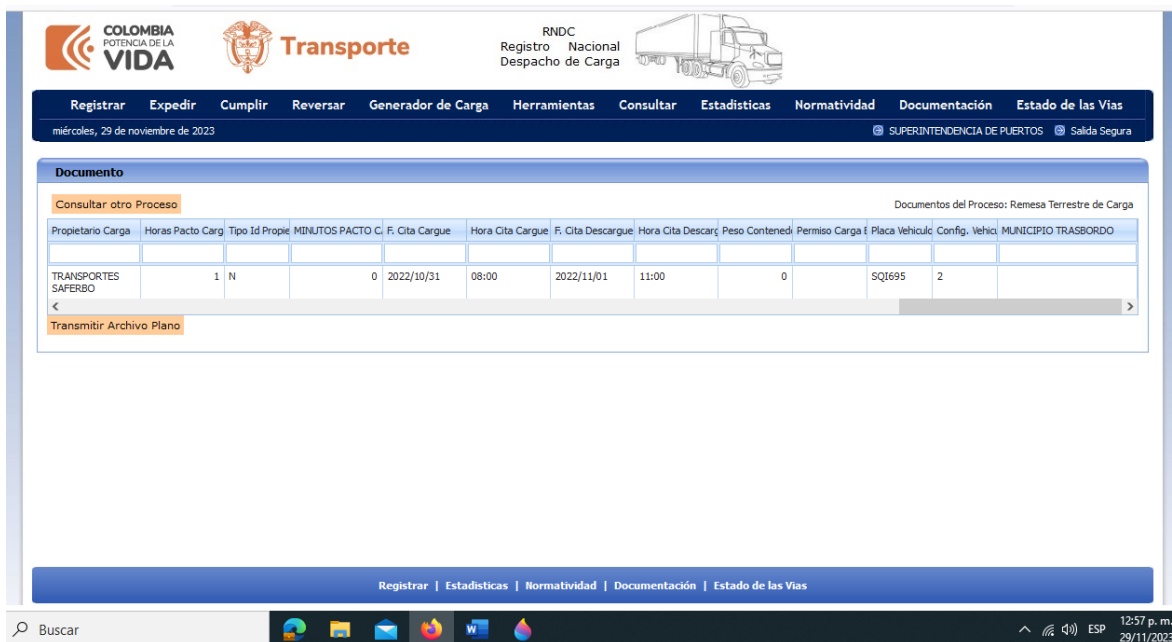 COLOMBIA
POTENCIA DE LA
VIDA
Transporte
RNDC
Registro Nacional
Despacho de Carga
Registrar Expedir Cumplir Reversar Generador de Carga Herramientas Consultar Estadisticas Normatividad Documentación Estado de las Vias
miércoles, 29 de noviembre de 2023 SUPERINTENDENCIA DE PUERTOS Salida Segura
Documento
Consultar otro Proceso Documentos del Proceso: Remesa Terrestre de Carga
Propietario Carga Horas Pacto Carg Tipo Id Propie MINUTOS PACTO C. F. Cita Cargue Hora Cita Cargue F. Cita Descargue Hora Cita Descarg Peso Contened Permiso Carga E Placa Vehiculo Config. Vehic MUNICIPIO TRASBORDO
TRANSPORTES SAFERBO 1 N 0 2022/10/31 08:00 2022/11/01 11:00 0 SQI695 2
Transmitir Archivo Plano
Registrar | Estadisticas | Normatividad | Documentación | Estado de las Vias
Buscar ESP 12:57 p. m.
29/11/2023